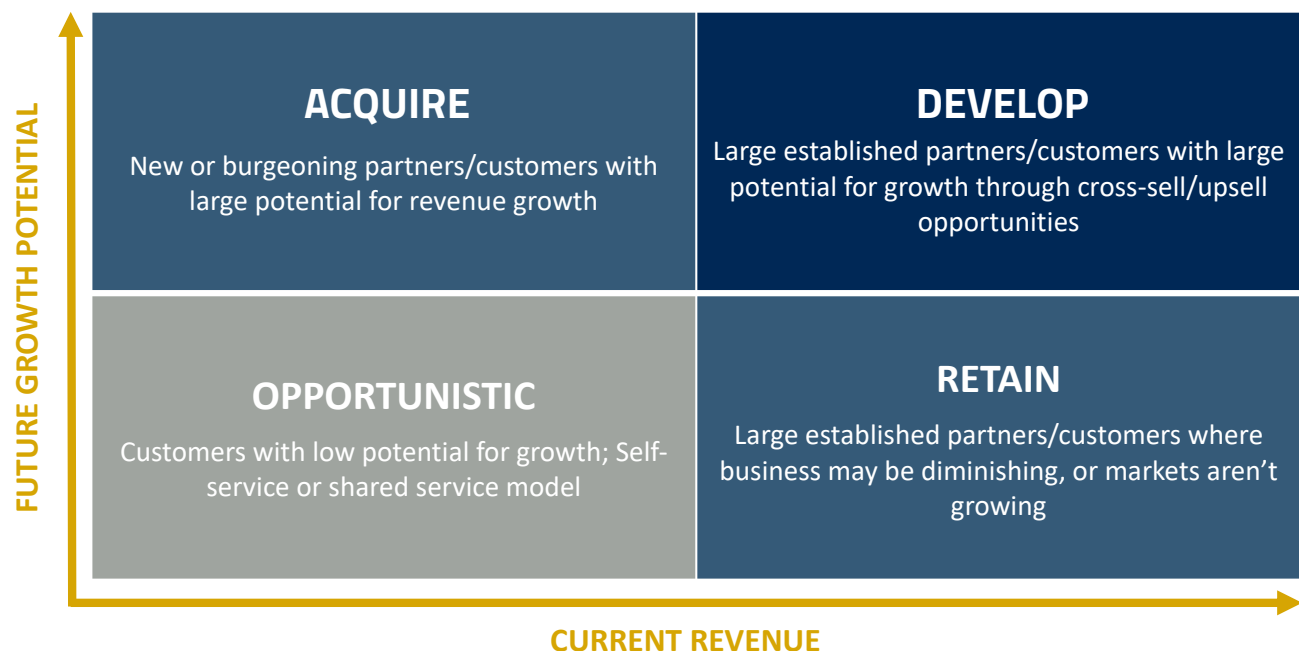 FUTURE GROWTH POTENTIAL
ACQUIRE
New or burgeoning partners/customers with
large potential for revenue growth
DEVELOP
Large established partners/customers with large
potential for growth through cross-sell/upsell
opportunities
OPPORTUNISTIC
Customers with low potential for growth; Self-
service or shared service model
RETAIN
Large established partners/customers where
business may be diminishing, or markets aren’t
growing
CURRENT REVENUE